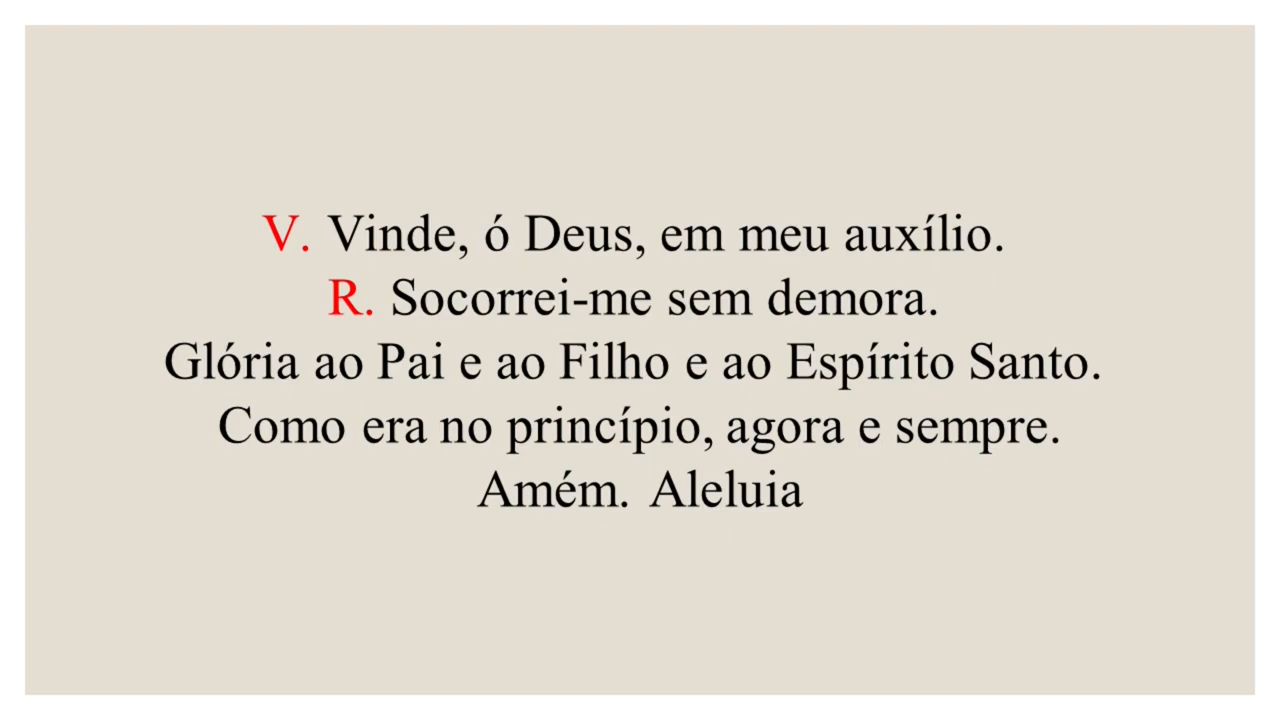 V. Vinde, ó Deus, em meu auxílio.
R. Socorrei-me sem demora.
Glória ao Pai e ao Filho e ao Espírito Santo.
Como era no princípio, agora e sempre.
Amém. Aleluia